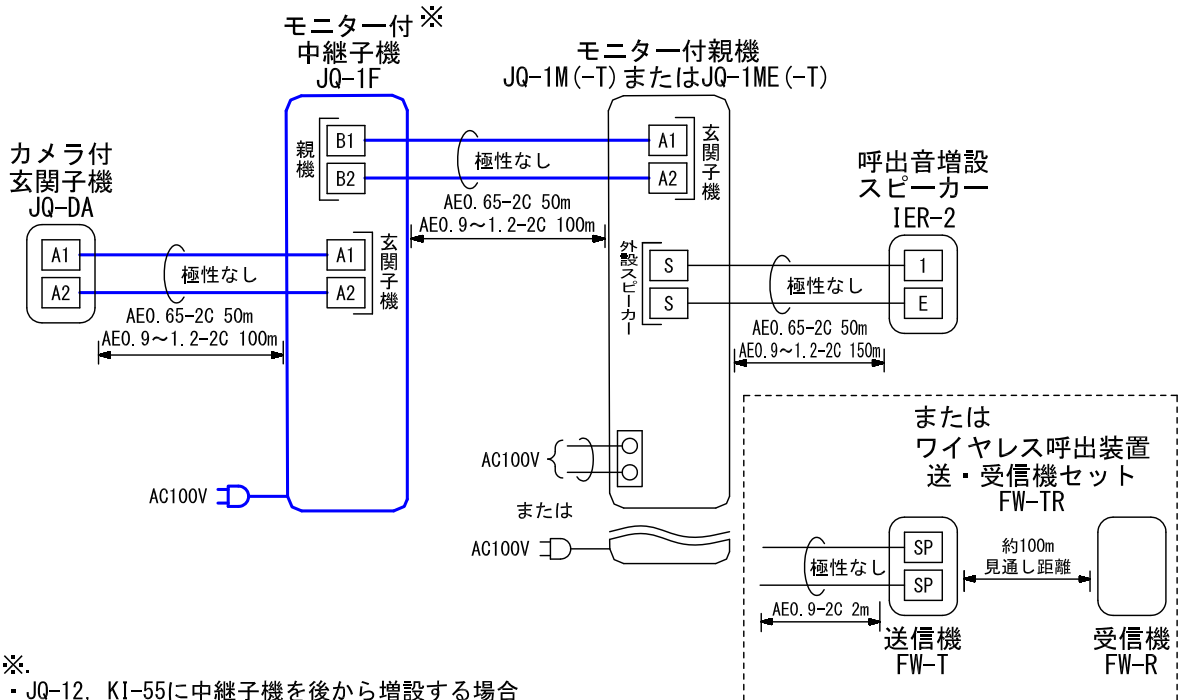 モニター付※
中継子機
JQ-1F
モニター付親機
JQ-1M(-T)またはJQ-1ME(-T)
カメラ付
玄関子機
JQ-DA
A1
A2
極性なし
AE0.65-2C 50m
AE0.9～1.2-2C 100m
親機
B1
B2
A1
A2
玄関子機
極性なし
AE0.65-2C 50m
AE0.9～1.2-2C 100m
A1
A2
玄関子機
外設スピーカー
S
S
極性なし
AE0.65-2C 50m
AE0.9～1.2-2C 150m
呼出音増設
スピーカー
IER-2
1
E
AC100V
AC100V
または
AC100V
または
ワイヤレス呼出装置
送・受信機セット
FW-TR
極性なし
AE0.9-2C 2m
SP
SP
約100m
見通し距離
送信機
FW-T
受信機
FW-R
※.
・JQ-12, KI-55に中継子機を後から増設する場合